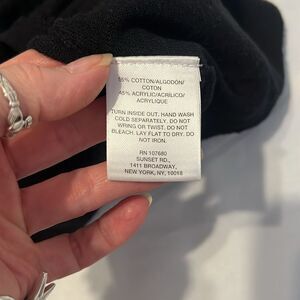 55% COTTON/ALGODÓN/
COTON
45% ACRYLIC/ACRILICO/
ACRYLIQUE
TURN INSIDE OUT. HAND WASH
COLD SEPARATELY. DO NOT
WRING OR TWIST. DO NOT
BLEACH. LAY FLAT TO DRY. DO
NOT IRON.
RN 107680
SUNSET RD.,
1411 BROADWAY,
NEW YORK, NY, 10018